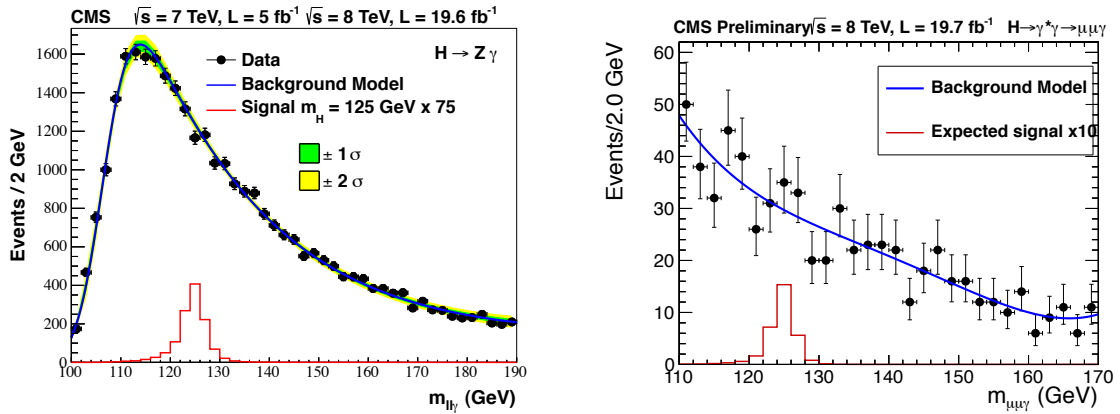 CMS √s = 7 TeV, L = 5 fb⁻¹ √s = 8 TeV, L = 19.6 fb⁻¹
H → Z γ
Data
Background Model
Signal m_H = 125 GeV x 75
± 1 σ
± 2 σ
Events / 2 GeV
1600
1400
1200
1000
800
600
400
200
0
100 110 120 130 140 150 160 170 180 190
m_llγ (GeV)
CMS Preliminary √s = 8 TeV, L = 19.7 fb⁻¹ H→γ*γ→μμγ
Background Model
Expected signal x10
Events/2.0 GeV
60
50
40
30
20
10
0
110 120 130 140 150 160 170
m_μμγ (GeV)